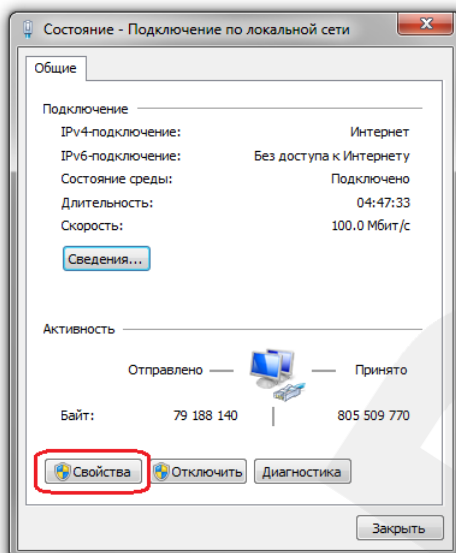 Состояние - Подключение по локальной сети
Общие
Подключение
IPv4-подключение: Интернет
IPv6-подключение: Без доступа к Интернету
Состояние среды: Подключено
Длительность: 04:47:33
Скорость: 100.0 Мбит/с
Сведения...
Активность
Отправлено — Принято
Байт: 79 188 140 805 509 770
Свойства Отключить Диагностика
Закрыть